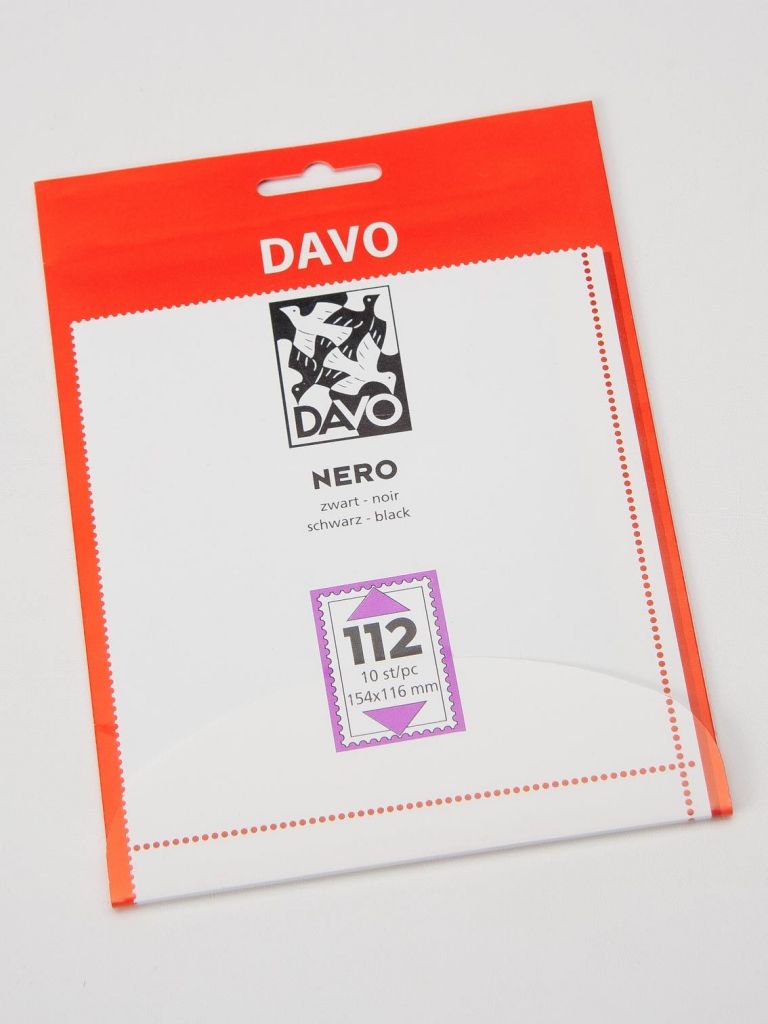 DAVO
DAVO
NERO
zwart - noir
schwarz - black
112
10 st/pc
154x116 mm